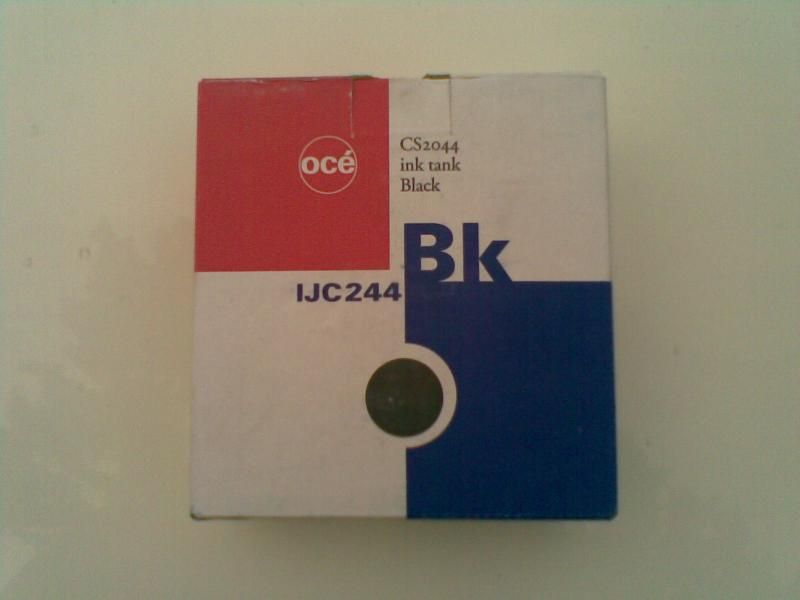 océ
CS2044
ink tank
Black
Bk
IJC244